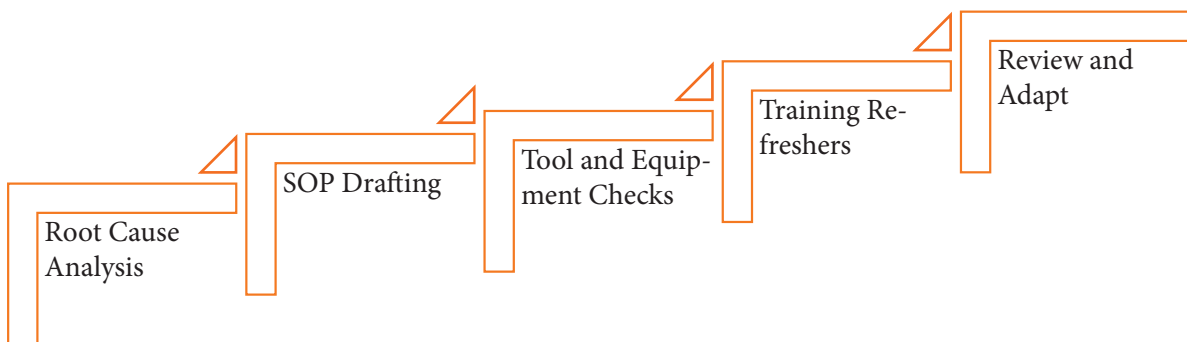 Root Cause
Analysis
SOP Drafting
Tool and Equip-
ment Checks
Training Re-
freshers
Review and
Adapt